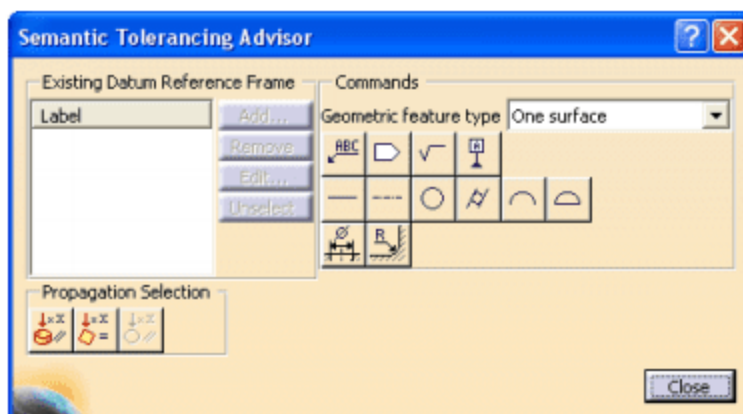 Semantic Tolerancing Advisor
Existing Datum Reference Frame
Label
Add...
Remove
Edit...
Unselect
Commands
Geometric feature type One surface
ABC
A
R
Propagation Selection
Close